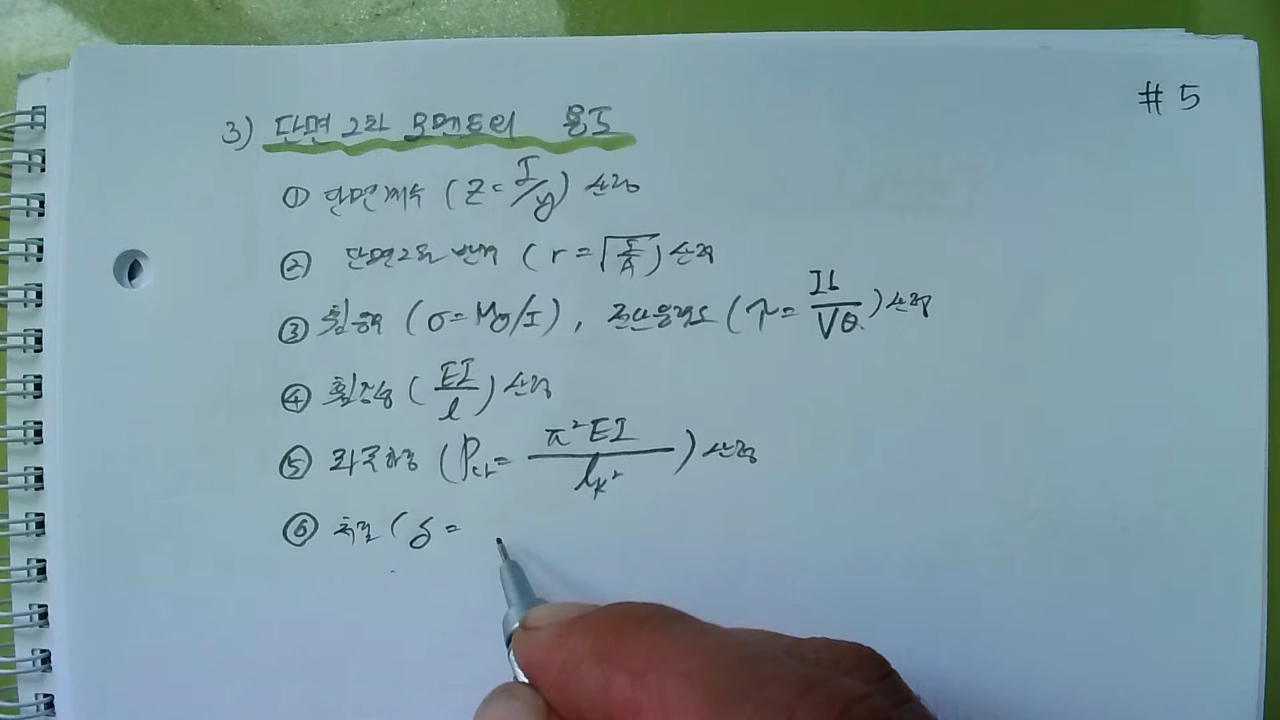 # 5
3) 단면 2차 모멘트의 용도
① 단면계수 (Z = I/y) 산정
② 단면2차 반경 (r = √I/A) 산정
③ 휨응력 (σ = My/I), 전단응력도 (τ = Ib/VQ) 산정
④ 휨강성 (EI/l) 산정
⑤ 좌굴하중 (Pcr = π²EI/lk²) 산정
⑥ 처짐 (δ =